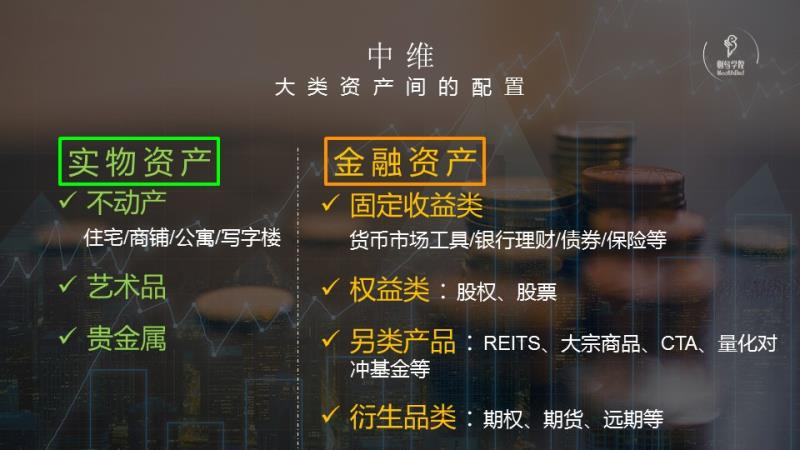 中维
大类资产间的配置
实物资产
✓ 不动产
住宅/商铺/公寓/写字楼
✓ 艺术品
✓ 贵金属
金融资产
✓ 固定收益类
货币市场工具/银行理财/债券/保险等
✓ 权益类：股权、股票
✓ 另类产品：REITS、大宗商品、CTA、量化对
冲基金等
✓ 衍生品类：期权、期货、远期等